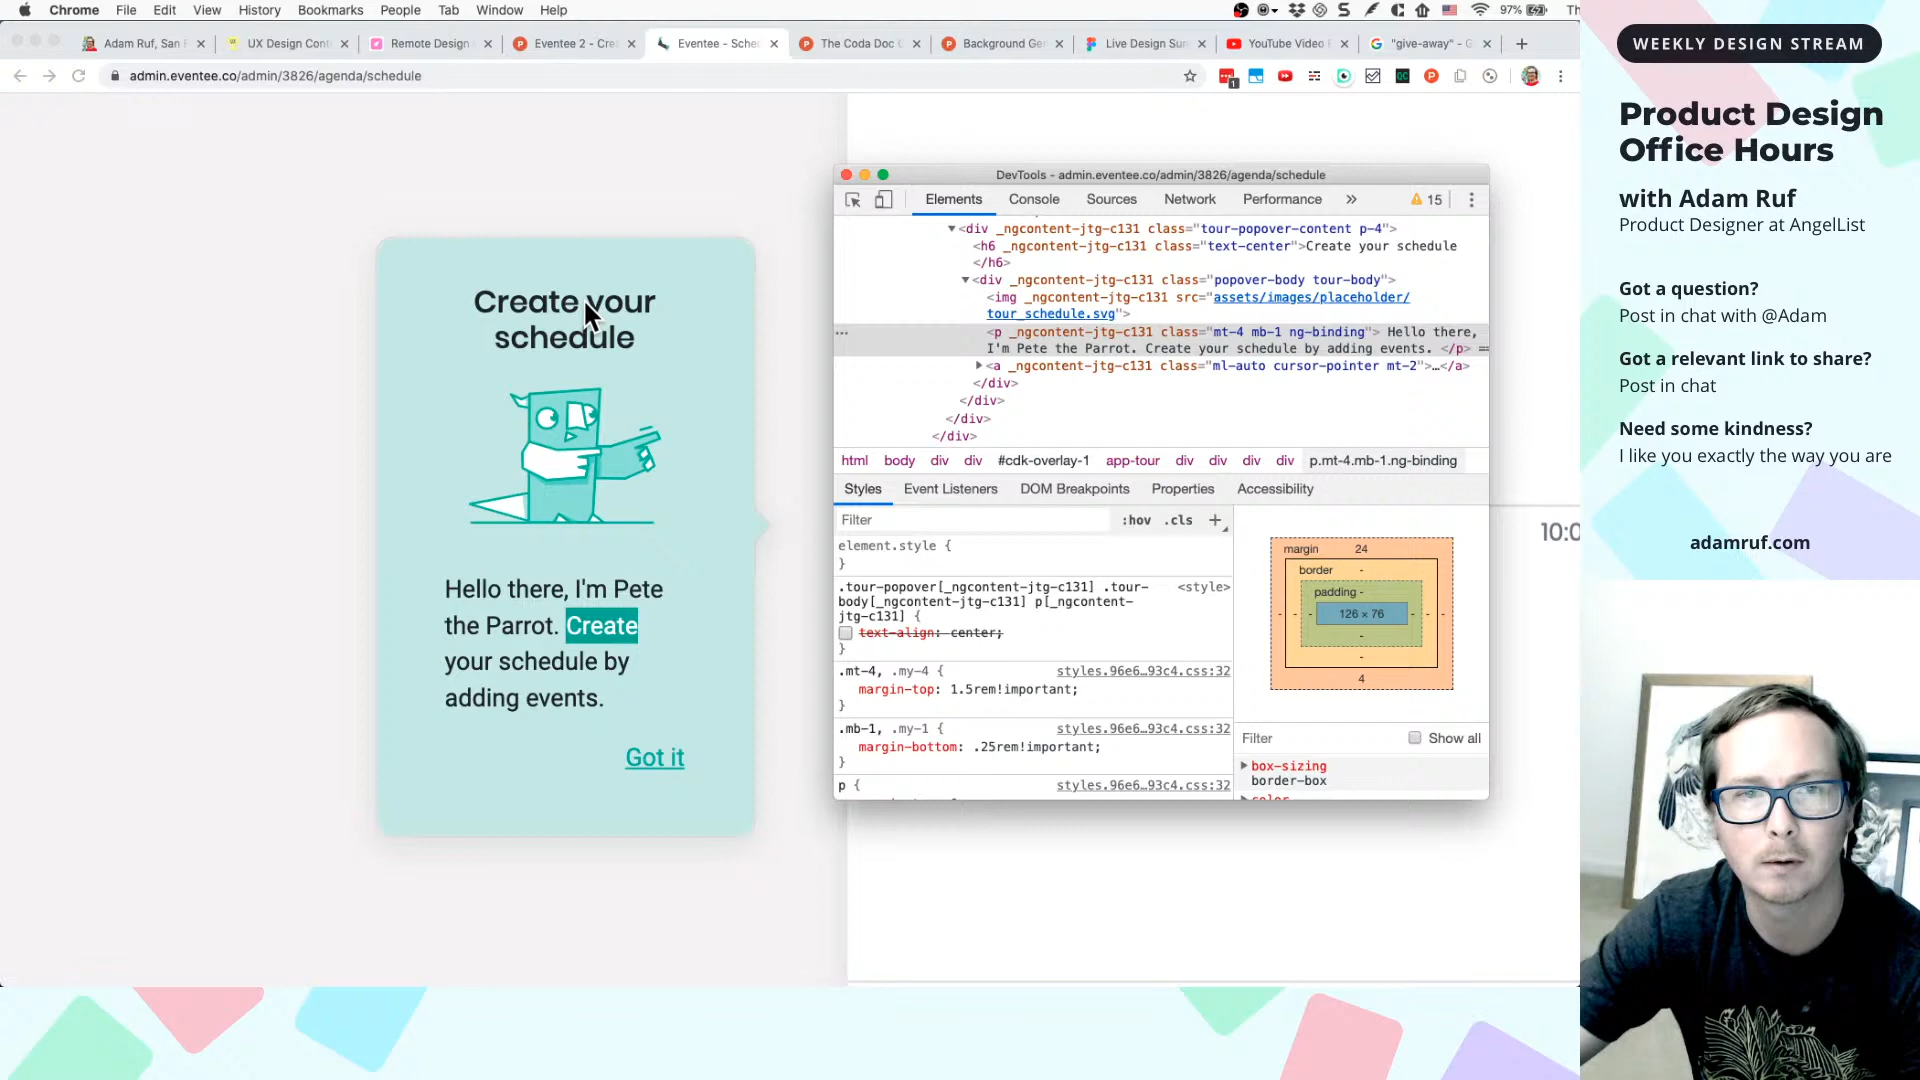 Chrome File Edit View History Bookmarks People Tab Window Help
97%
Adam Ruf, San F
UX Design Cont
Remote Design
Eventee 2 - Crea
Eventee - Sched
The Coda Doc
Background Gen
Live Design Sum
YouTube Video
"give-away" - G
admin.eventee.co/admin/3826/agenda/schedule
Create your
schedule
Hello there, I'm Pete
the Parrot. Create
your schedule by
adding events.
Got it
10:0
DevTools - admin.eventee.co/admin/3826/agenda/schedule
Elements Console Sources Network Performance » 15
▼<div _ngcontent-jtg-c131 class="tour-popover-content p-4">
<h6 _ngcontent-jtg-c131 class="text-center">Create your schedule
</h6>
▼<div _ngcontent-jtg-c131 class="popover-body tour-body">
<img _ngcontent-jtg-c131 src="assets/images/placeholder/
tour_schedule.svg">
<p _ngcontent-jtg-c131 class="mt-4 mb-1 ng-binding"> Hello there,
I'm Pete the Parrot. Create your schedule by adding events. </p> ==
▶<a _ngcontent-jtg-c131 class="ml-auto cursor-pointer mt-2">…</a>
</div>
</div>
</div>
</div>
html body div div #cdk-overlay-1 app-tour div div div div p.mt-4.mb-1.ng-binding
Styles Event Listeners DOM Breakpoints Properties Accessibility
Filter :hov .cls +
element.style {
}
.tour-popover[_ngcontent-jtg-c131] .tour- <style>
body[_ngcontent-jtg-c131] p[_ngcontent-
jtg-c131] {
text-align: center;
}
.mt-4, .my-4 { styles.96e6…93c4.css:32
margin-top: 1.5rem!important;
}
.mb-1, .my-1 { styles.96e6…93c4.css:32
margin-bottom: .25rem!important;
}
p { styles.96e6…93c4.css:32
margin 24
border -
padding -
- - - 126 × 76 - - -
-
-
4
Filter Show all
box-sizing
border-box
WEEKLY DESIGN STREAM
Product Design
Office Hours
with Adam Ruf
Product Designer at AngelList
Got a question?
Post in chat with @Adam
Got a relevant link to share?
Post in chat
Need some kindness?
I like you exactly the way you are
adamruf.com